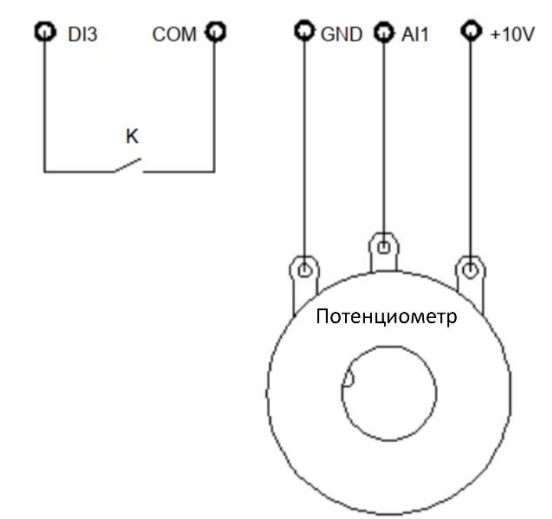 DI3 COM GND AI1 +10V
K
Потенциометр